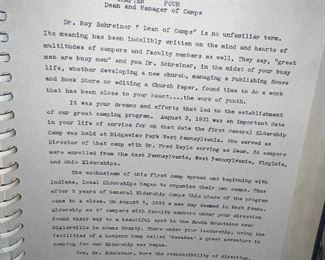 CHAPTER FOUR
Dean and Manager of Camps
Dr. Roy Schreiner " Dean of Camps" is no unfamiliar term.
Its meaning has been indelibly written on the mind and hearts of
multitudes of campers and faculty members as well. They say, "great
men are busy men" and you Dr. Schreiner, in the midst of your busy
life, whether developing a new church, managing a Publishing House
and Book Store or editing a Church Paper, found time to do a work
that has been close to your heart....the work of youth.
It was your dreams and efforts that led to the establishment
of our great camping program. August 3, 1931 was an important date
in your life of service for on that date the first General Eldership
Camp was held at Ridgeview Park West Pennsylvania. You served as
Director of that camp with Dr. Fred Rayle serving as Dean. 84 campers
were enrolled from the East Pennsylvania, West Pennsylvania, Virginia,
and Ohio Elderships.
The enthusiasm of this first camp spread and beginning with
Indiana, local Elderships began to organize their own camps. Thus
after 3 years of General Eldership Camps this phase of the program
came to a close. On August 6, 1934 a new day dawned in East Penna.
Eldership as 47 campers with faculty members under your direction
found their way to a beautiful spot in the South Mountains near
Biglerville in Adams County. There under your leadership, using the
facilities of a Lutheran Camp called a great adventure in
camping for our Eldership was begun.
You, Dr. Schreiner, were the responsibility of direction.